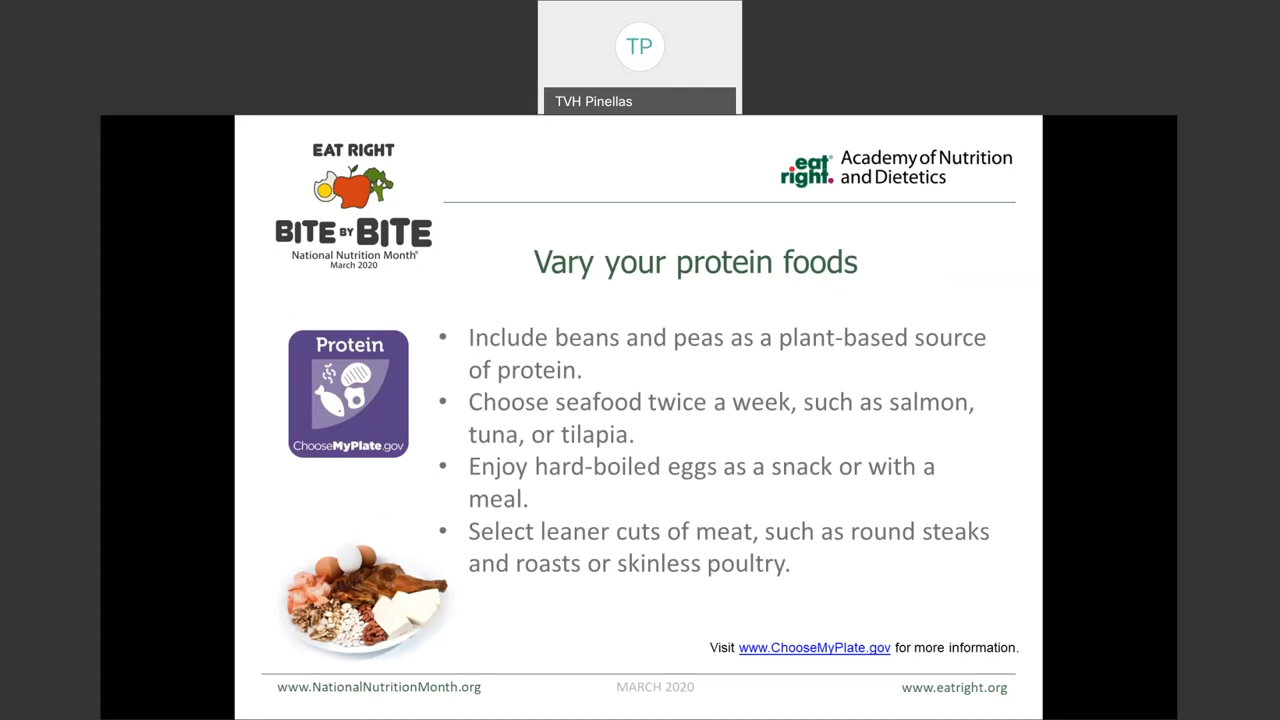 TP
TVH Pinellas
EAT RIGHT
BITE BY BITE
National Nutrition Month®
March 2020
eat
right.
Academy of Nutrition
and Dietetics
Vary your protein foods
Protein
ChooseMyPlate.gov
• Include beans and peas as a plant-based source
of protein.
• Choose seafood twice a week, such as salmon,
tuna, or tilapia.
• Enjoy hard-boiled eggs as a snack or with a
meal.
• Select leaner cuts of meat, such as round steaks
and roasts or skinless poultry.
Visit www.ChooseMyPlate.gov for more information.
www.NationalNutritionMonth.org
MARCH 2020
www.eatright.org